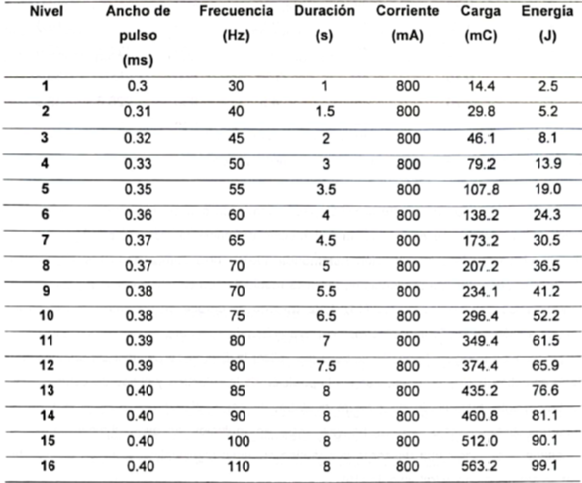 Nivel Ancho de Frecuencia Duración Corriente Carga Energia
pulso (Hz) (s) (mA) (mC) (J)
(ms)
1 0.3 30 1 800 14.4 2.5
2 0.31 40 1.5 800 29.8 5.2
3 0.32 45 2 800 46.1 8.1
4 0.33 50 3 800 79.2 13.9
5 0.35 55 3.5 800 107.8 19.0
6 0.36 60 4 800 138.2 24.3
7 0.37 65 4.5 800 173.2 30.5
8 0.37 70 5 800 207.2 36.5
9 0.38 70 5.5 800 234.1 41.2
10 0.38 75 6.5 800 296.4 52.2
11 0.39 80 7 800 349.4 61.5
12 0.39 80 7.5 800 374.4 65.9
13 0.40 85 8 800 435.2 76.6
14 0.40 90 8 800 460.8 81.1
15 0.40 100 8 800 512.0 90.1
16 0.40 110 8 800 563.2 99.1